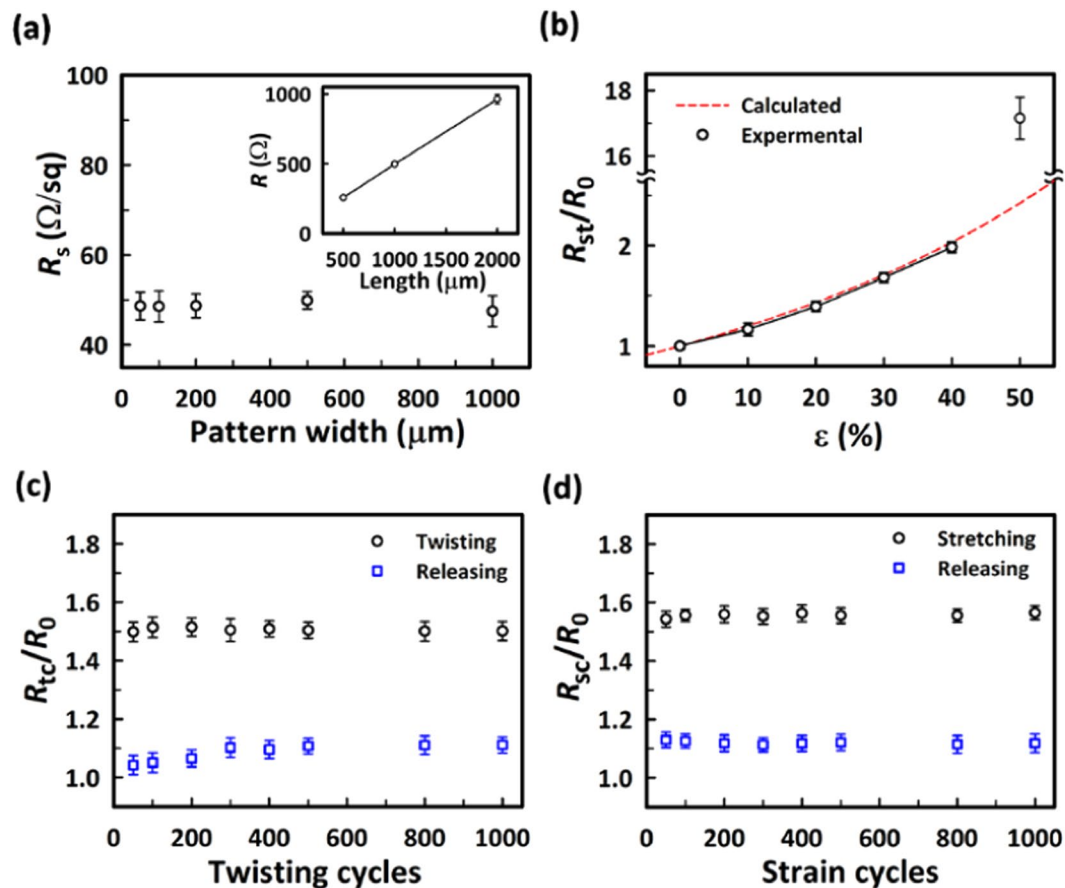 (a)
100
80
60
40
Rs (Ω/sq)
0 200 400 600 800 1000
Pattern width (μm)
1000
500
0
R (Ω)
500 1000 1500 2000
Length (μm)
(b)
18
16
2
1
Rst/R0
Calculated
Expermental
0 10 20 30 40 50
ε (%)
(c)
1.8
1.6
1.4
1.2
1.0
Rtc/R0
Twisting
Releasing
0 200 400 600 800 1000
Twisting cycles
(d)
1.8
1.6
1.4
1.2
1.0
Rsc/R0
Stretching
Releasing
0 200 400 600 800 1000
Strain cycles